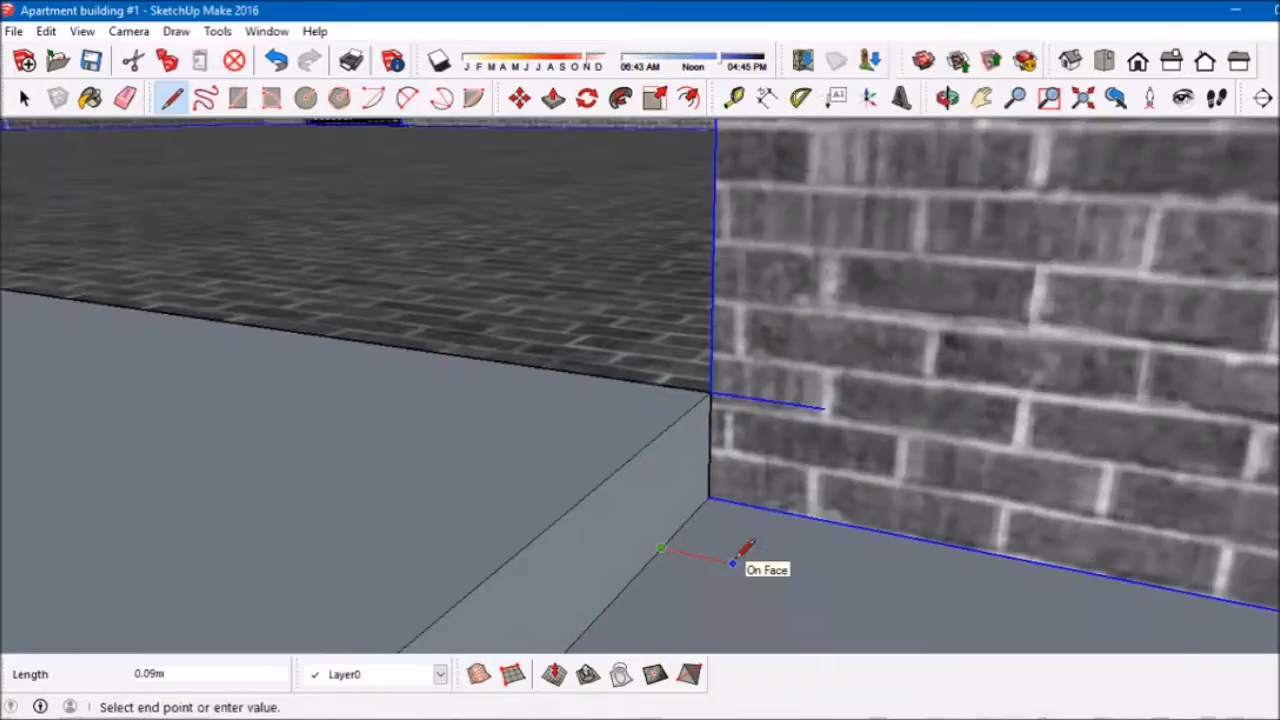 Apartment building #1 - SketchUp Make 2016
File Edit View Camera Draw Tools Window Help
J F M A M J J A S O N D 06:43 AM Noon 04:45 PM
A1
On Face
Length 0.09m Layer0
Select end point or enter value.